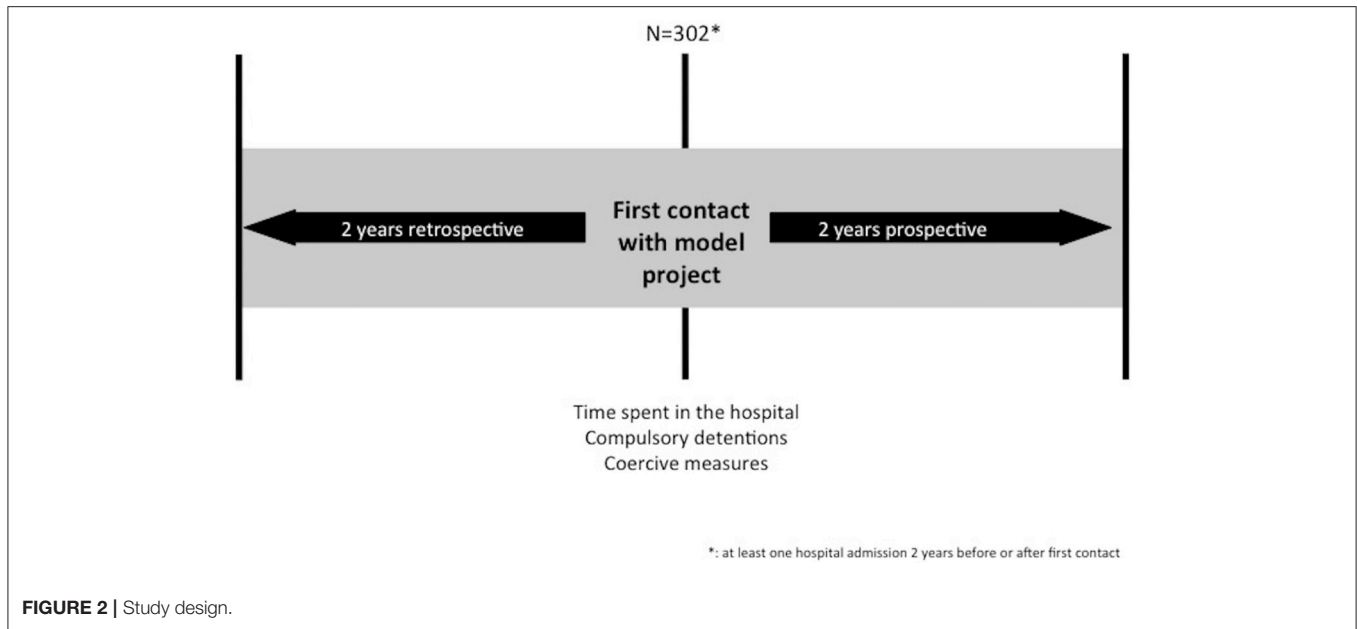 N=302*
First contact
with model
project
2 years retrospective
2 years prospective
Time spent in the hospital
Compulsory detentions
Coercive measures
*: at least one hospital admission 2 years before or after first contact
FIGURE 2 | Study design.